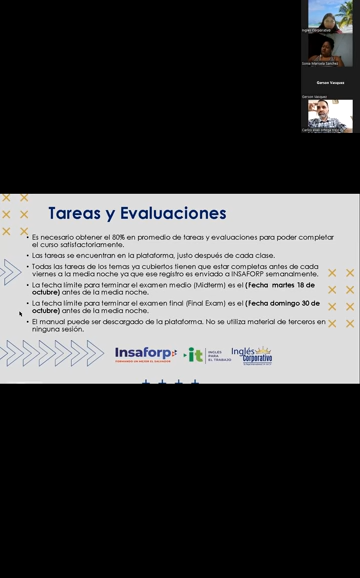 Inglés Corporativo
Gerson Vasquez
Gerson Vasquez
Tareas y Evaluaciones
• Es necesario obtener el 80% en promedio de tareas y evaluaciones para poder completar
el curso satisfactoriamente.
• Las tareas se encuentran en la plataforma, justo después de cada clase.
• Todas las tareas de los temas ya cubiertos tienen que estar completas antes de cada
viernes a la media noche ya que ese registro es enviado a INSAFORP semanalmente.
• La fecha límite para terminar el examen medio (Midterm) es el (Fecha martes 18 de
octubre) antes de la media noche.
• La fecha límite para terminar el examen final (Final Exam) es el (Fecha domingo 30 de
octubre) antes de la media noche.
• El manual puede ser descargado de la plataforma. No se utiliza material de terceros en
ninguna sesión.
Insaforp
it
INGLÉS
PARA
EL TRABAJO
Inglés
Corporativo